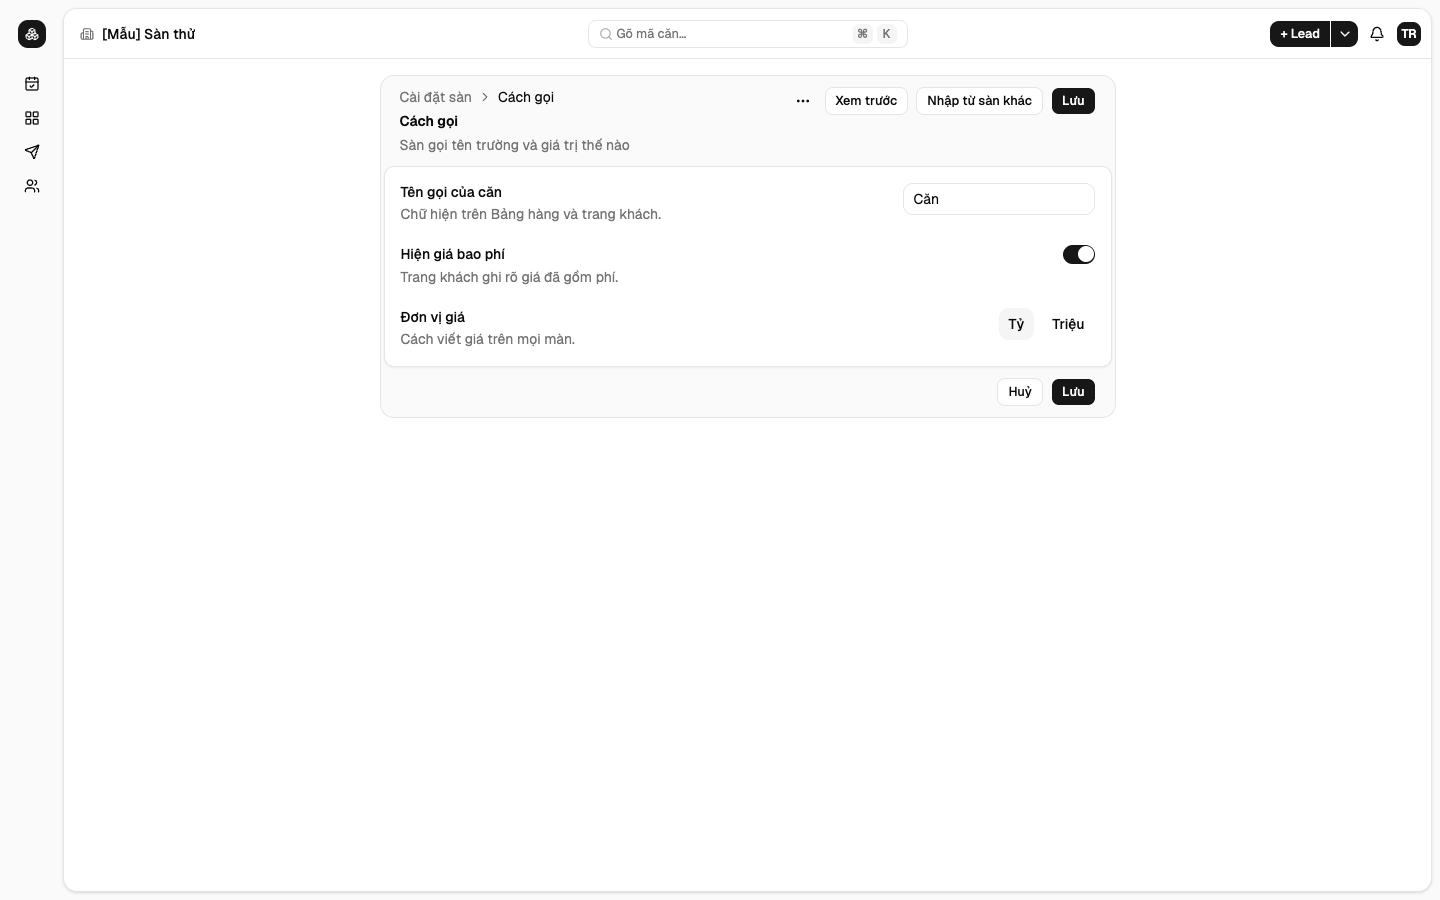 [Mẫu] Sàn thử
Gõ mã căn...
⌘ K
+ Lead
TR
Cài đặt sàn > Cách gọi
Xem trước
Nhập từ sàn khác
Lưu
Cách gọi
Sàn gọi tên trường và giá trị thế nào
Tên gọi của căn
Căn
Chữ hiện trên Bảng hàng và trang khách.
Hiện giá bao phí
Trang khách ghi rõ giá đã gồm phí.
Đơn vị giá
Tỷ
Triệu
Cách viết giá trên mọi màn.
Huỷ
Lưu